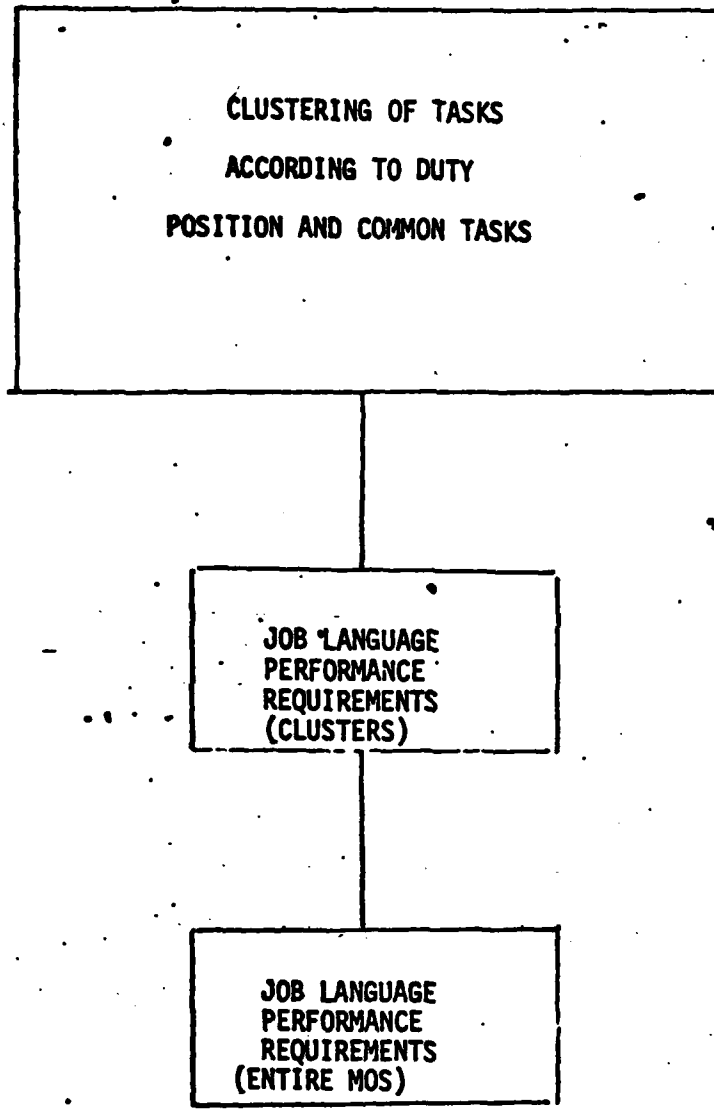 CLUSTERING OF TASKS
ACCORDING TO DUTY
POSITION AND COMMON TASKS
JOB LANGUAGE
PERFORMANCE
REQUIREMENTS
(CLUSTERS)
JOB LANGUAGE
PERFORMANCE
REQUIREMENTS
(ENTIRE MOS)